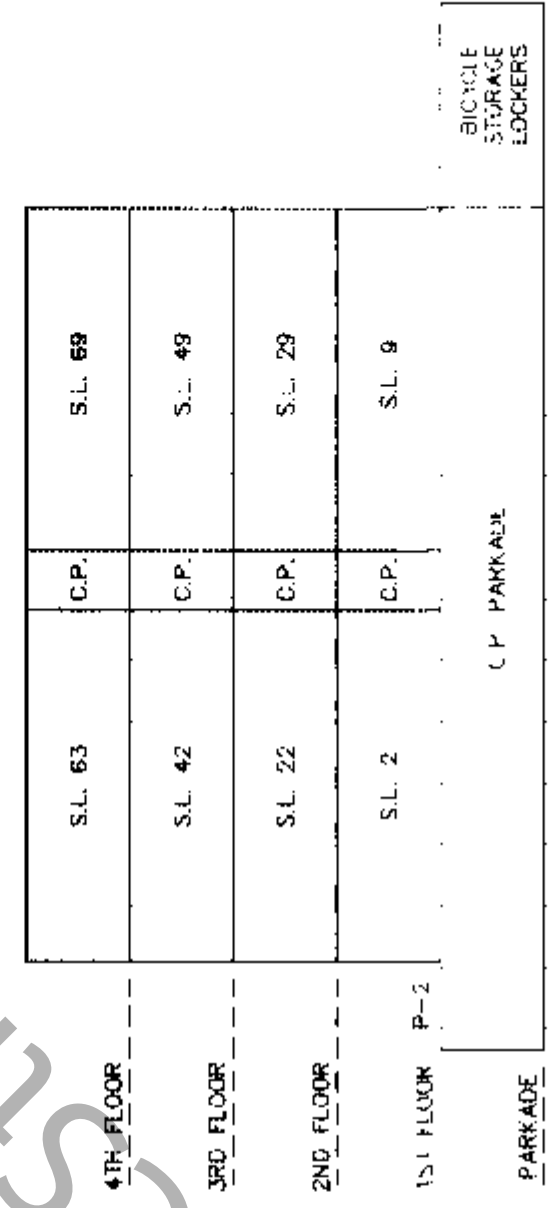 4TH FLOOR
S.L. 63
C.P.
S.L. 69
3RD FLOOR
S.L. 42
C.P.
S.L. 49
2ND FLOOR
S.L. 22
C.P.
S.L. 29
1ST FLOOR
P-2
S.L. 2
C.P.
S.L. 9
PARKADE
C P PARKADE
BICYCLE
STORAGE
LOCKERS